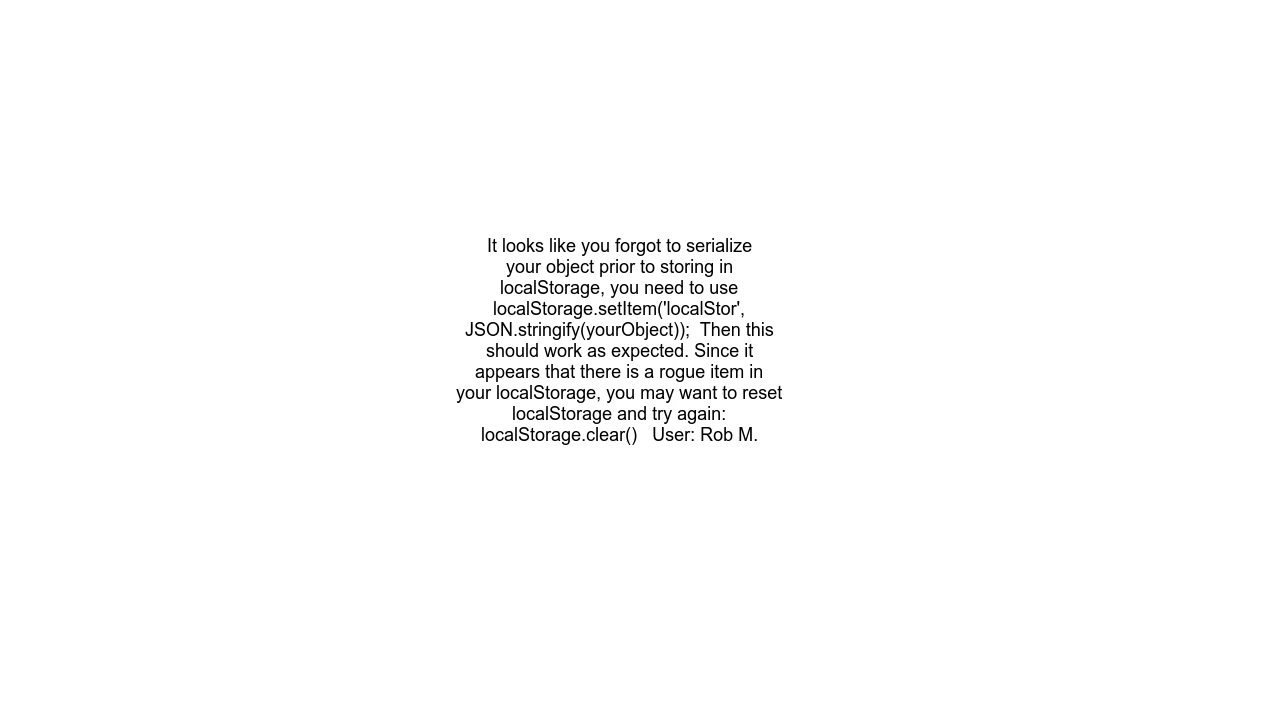 It looks like you forgot to serialize
your object prior to storing in
localStorage, you need to use
localStorage.setItem('localStor',
JSON.stringify(yourObject));  Then this
should work as expected. Since it
appears that there is a rogue item in
your localStorage, you may want to reset
localStorage and try again:
localStorage.clear()   User: Rob M.